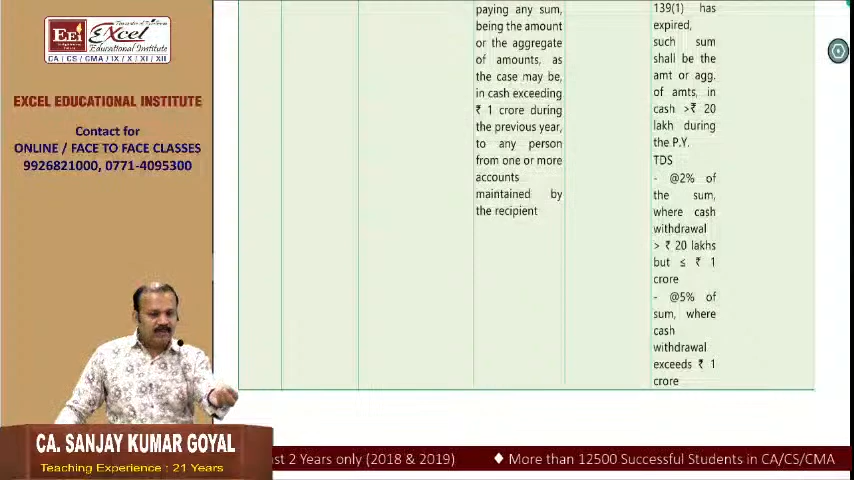 EEi
Excel
Educational Institute
CA / CS / CMA / IX / X / XI / XII
EXCEL EDUCATIONAL INSTITUTE
Contact for
ONLINE / FACE TO FACE CLASSES
9926821000, 0771-4095300
paying any sum,
being the amount
or the aggregate
of amounts, as
the case may be,
in cash exceeding
₹ 1 crore during
the previous year,
to any person
from one or more
accounts
maintained by
the recipient
139(1) has
expired,
such sum
shall be the
amt or agg.
of amts, in
cash >₹ 20
lakh during
the P.Y.
TDS
- @2% of
the sum,
where cash
withdrawal
> ₹ 20 lakhs
but ≤ ₹ 1
crore
- @5% of
sum, where
cash
withdrawal
exceeds ₹ 1
crore
CA. SANJAY KUMAR GOYAL
Teaching Experience : 21 Years
st 2 Years only (2018 & 2019) ♦ More than 12500 Successful Students in CA/CS/CMA